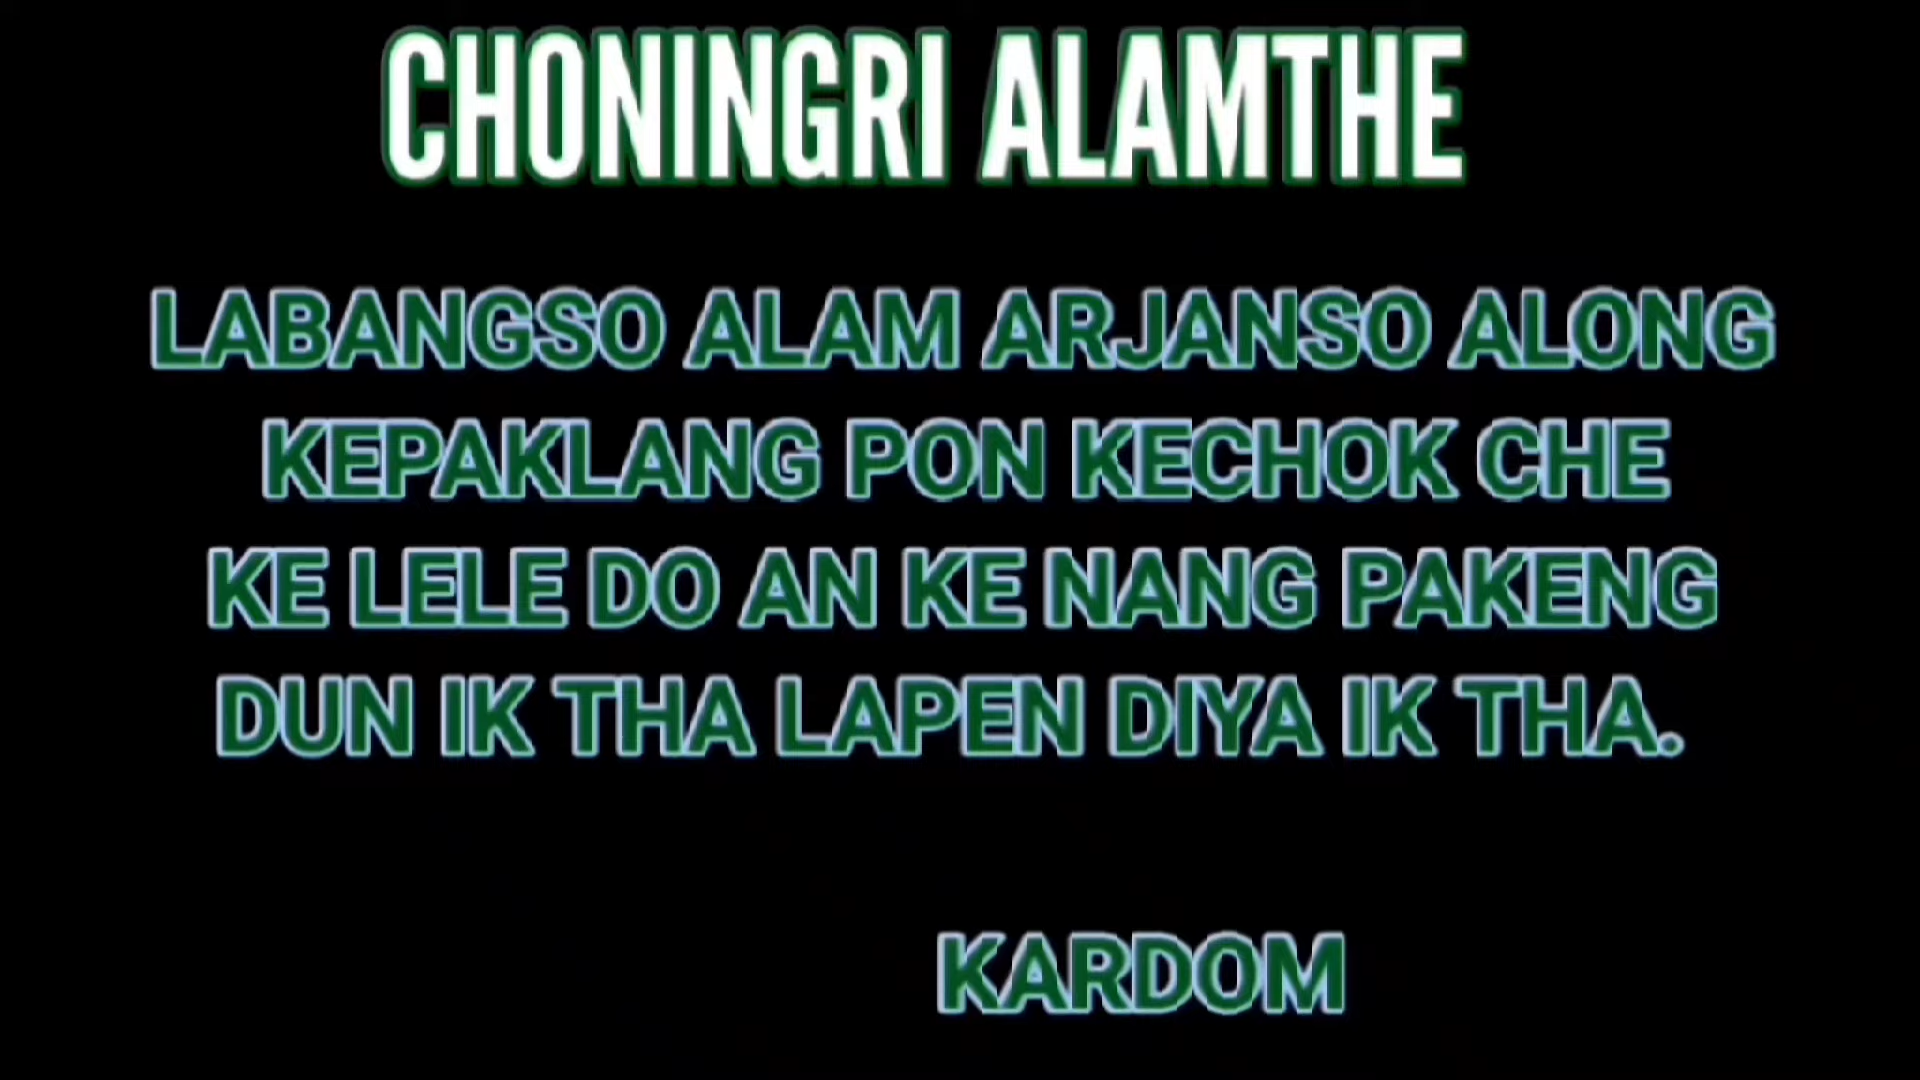 CHONINGRI ALAMTHE
LABANGSO ALAM ARJANSO ALONG
KEPAKLANG PON KECHOK CHE
KE LELE DO AN KE NANG PAKENG
DUN IK THA LAPEN DIYA IK THA.
KARDOM